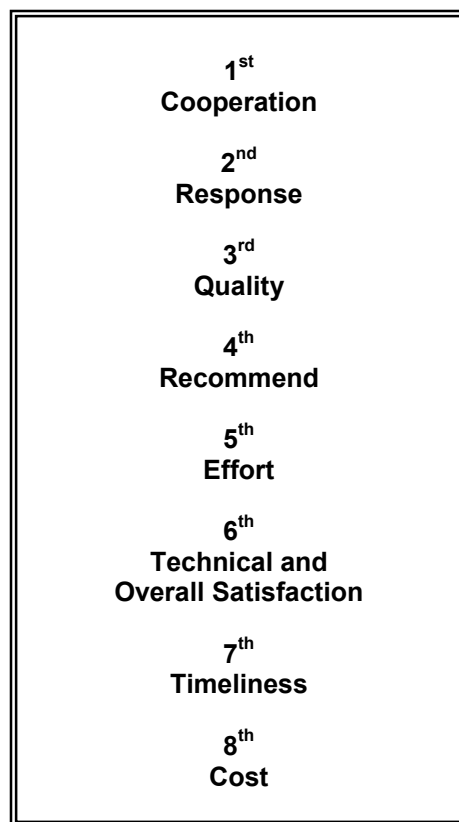 1st
Cooperation
2nd
Response
3rd
Quality
4th
Recommend
5th
Effort
6th
Technical and
Overall Satisfaction
7th
Timeliness
8th
Cost